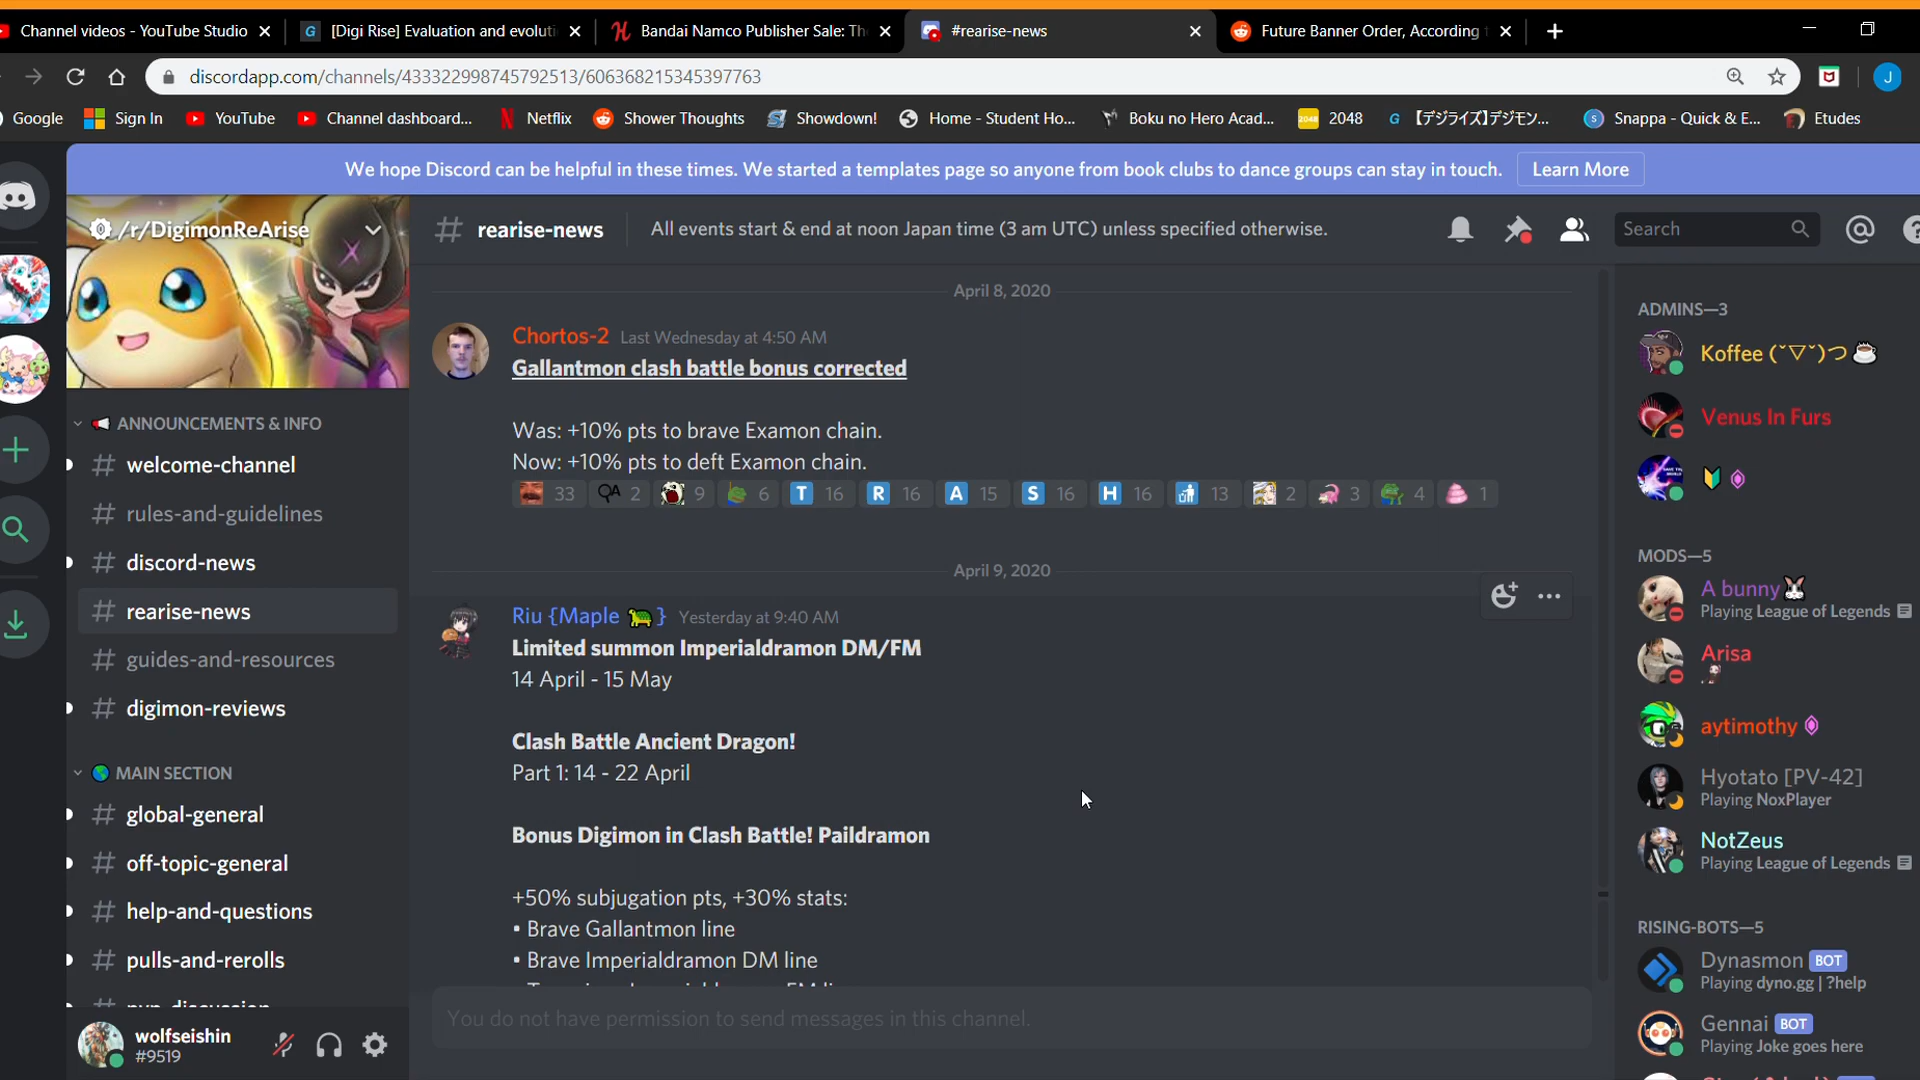 Channel videos - YouTube Studio
[Digi Rise] Evaluation and evoluti
Bandai Namco Publisher Sale: Th
#rearise-news
Future Banner Order, According t
discordapp.com/channels/433322998745792513/606368215345397763
J
Google
Sign In
YouTube
Channel dashboard...
Netflix
Shower Thoughts
Showdown!
Home - Student Ho...
Boku no Hero Acad...
2048
【デジライズ】デジモン...
Snappa - Quick & E...
Etudes
We hope Discord can be helpful in these times. We started a templates page so anyone from book clubs to dance groups can stay in touch.
Learn More
/r/DigimonReArise
# rearise-news
All events start & end at noon Japan time (3 am UTC) unless specified otherwise.
Search
ANNOUNCEMENTS & INFO
# welcome-channel
# rules-and-guidelines
# discord-news
# rearise-news
# guides-and-resources
# digimon-reviews
MAIN SECTION
# global-general
# off-topic-general
# help-and-questions
# pulls-and-rerolls
wolfseishin
#9519
April 8, 2020
Chortos-2 Last Wednesday at 4:50 AM
Gallantmon clash battle bonus corrected
Was: +10% pts to brave Examon chain.
Now: +10% pts to deft Examon chain.
33 QA 2 9 6 T 16 R 16 A 15 S 16 H 16 13 2 3 4 1
April 9, 2020
Riu {Maple 🐢 } Yesterday at 9:40 AM
Limited summon Imperialdramon DM/FM
14 April - 15 May
Clash Battle Ancient Dragon!
Part 1: 14 - 22 April
Bonus Digimon in Clash Battle! Paildramon
+50% subjugation pts, +30% stats:
• Brave Gallantmon line
• Brave Imperialdramon DM line
You do not have permission to send messages in this channel.
ADMINS—3
Koffee (˘▽˘)つ☕
Venus In Furs
MODS—5
A bunny🐰
Playing League of Legends
Arisa
aytimothy
Hyotato [PV-42]
Playing NoxPlayer
NotZeus
Playing League of Legends
RISING-BOTS—5
Dynasmon BOT
Playing dyno.gg | ?help
Gennai BOT
Playing Joke goes here